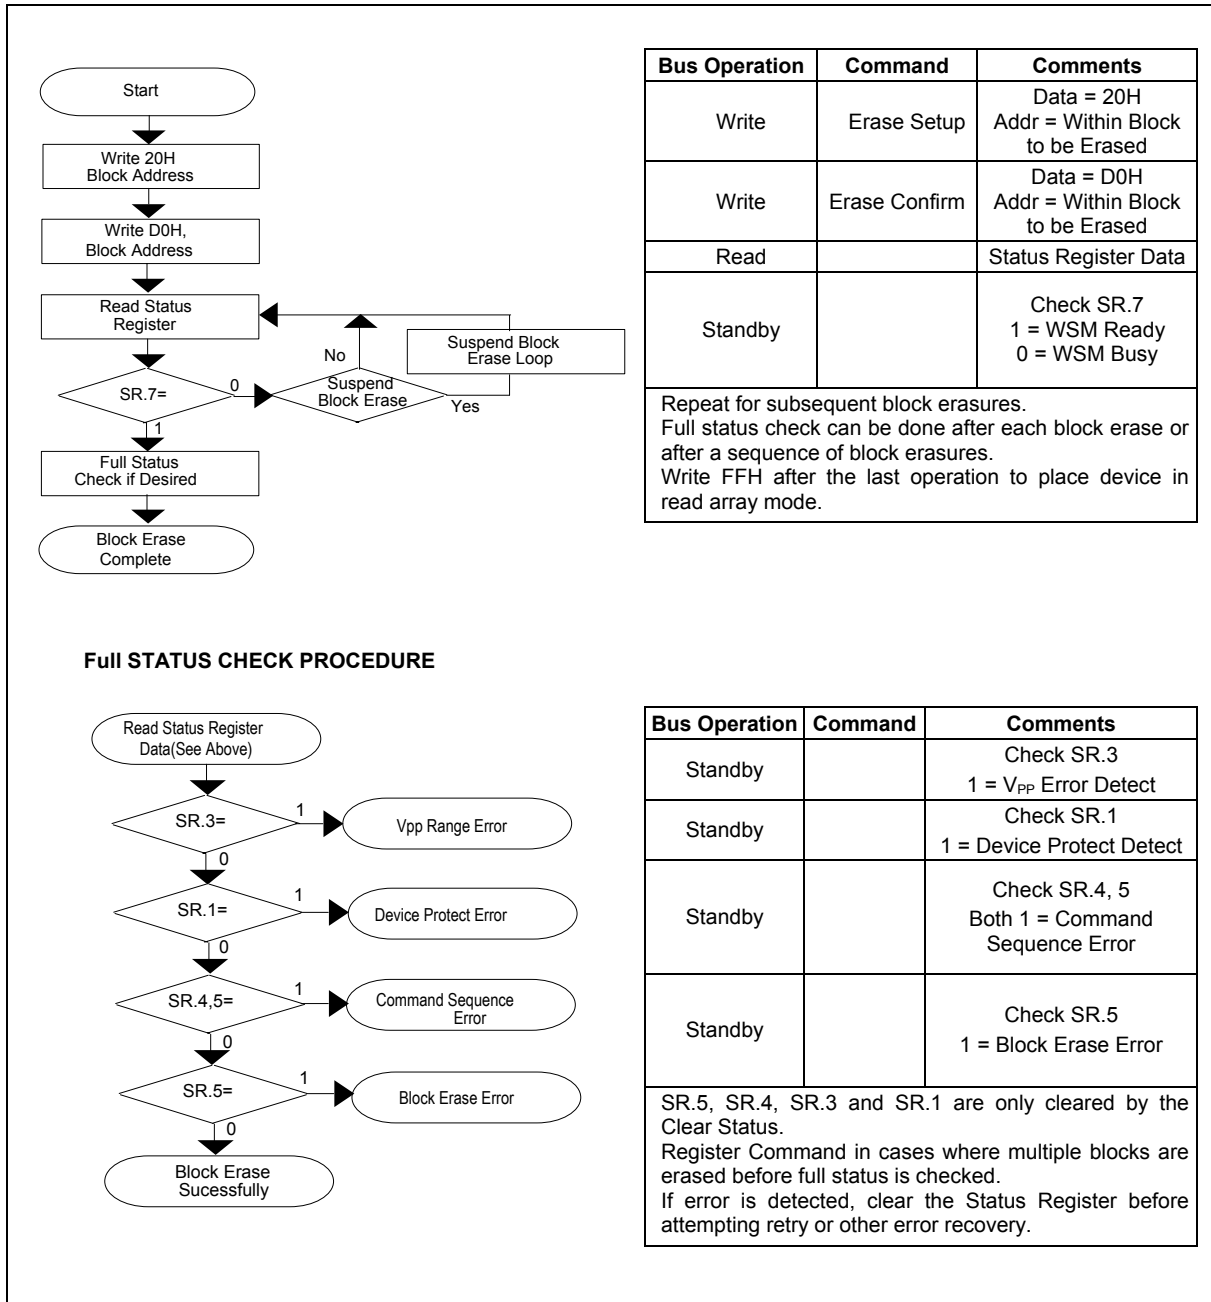 Start
Write 20H
Block Address
Write D0H,
Block Address
Read Status
Register
SR.7=
0
1
Suspend
Block Erase
No
Yes
Suspend Block
Erase Loop
Full Status
Check if Desired
Block Erase
Complete
Bus Operation Command Comments
Write Erase Setup Data = 20H
Addr = Within Block
to be Erased
Write Erase Confirm Data = D0H
Addr = Within Block
to be Erased
Read Status Register Data
Standby Check SR.7
1 = WSM Ready
0 = WSM Busy
Repeat for subsequent block erasures.
Full status check can be done after each block erase or
after a sequence of block erasures.
Write FFH after the last operation to place device in
read array mode.
Full STATUS CHECK PROCEDURE
Read Status Register
Data(See Above)
SR.3=
1
Vpp Range Error
0
SR.1=
1
Device Protect Error
0
SR.4,5=
1
Command Sequence
Error
0
SR.5=
1
Block Erase Error
0
Block Erase
Sucessfully
Bus Operation Command Comments
Standby Check SR.3
1 = VPP Error Detect
Standby Check SR.1
1 = Device Protect Detect
Standby Check SR.4, 5
Both 1 = Command
Sequence Error
Standby Check SR.5
1 = Block Erase Error
SR.5, SR.4, SR.3 and SR.1 are only cleared by the
Clear Status.
Register Command in cases where multiple blocks are
erased before full status is checked.
If error is detected, clear the Status Register before
attempting retry or other error recovery.